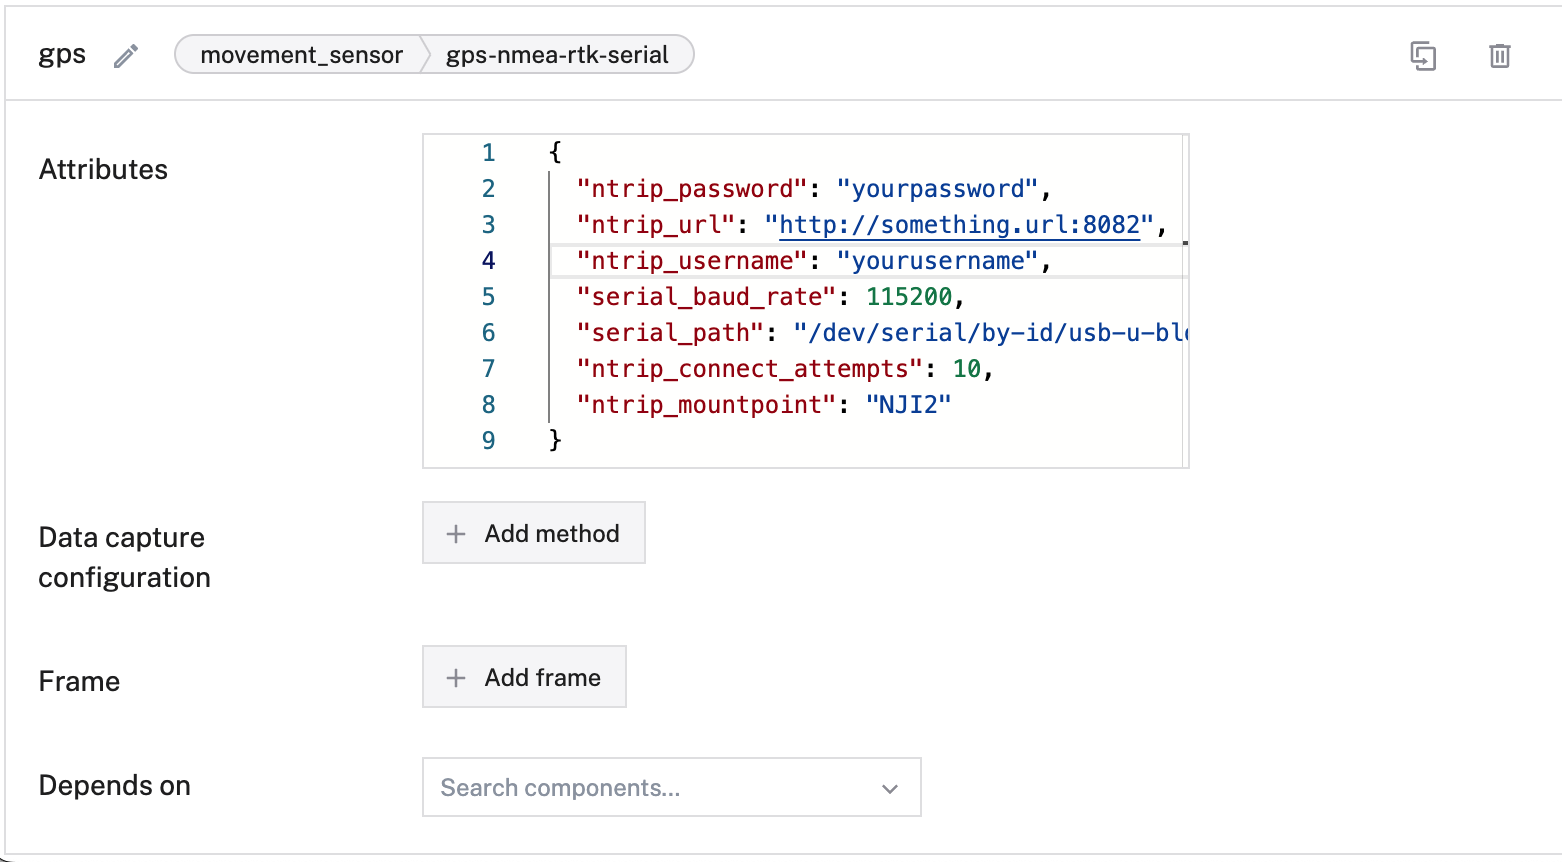 gps movement_sensor gps-nmea-rtk-serial
Attributes
1 {
2 "ntrip_password": "yourpassword",
3 "ntrip_url": "http://something.url:8082",
4 "ntrip_username": "yourusername",
5 "serial_baud_rate": 115200,
6 "serial_path": "/dev/serial/by-id/usb-u-bl
7 "ntrip_connect_attempts": 10,
8 "ntrip_mountpoint": "NJI2"
9 }
Data capture
configuration
Add method
Frame
Add frame
Depends on
Search components...